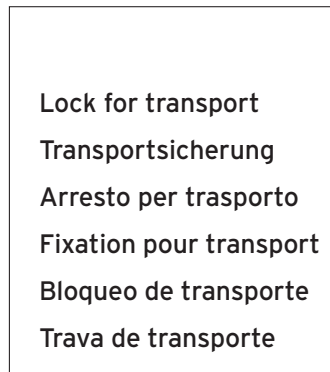 Lock for transport
Transportsicherung
Arresto per trasporto
Fixation pour transport
Bloqueo de transporte
Trava de transporte